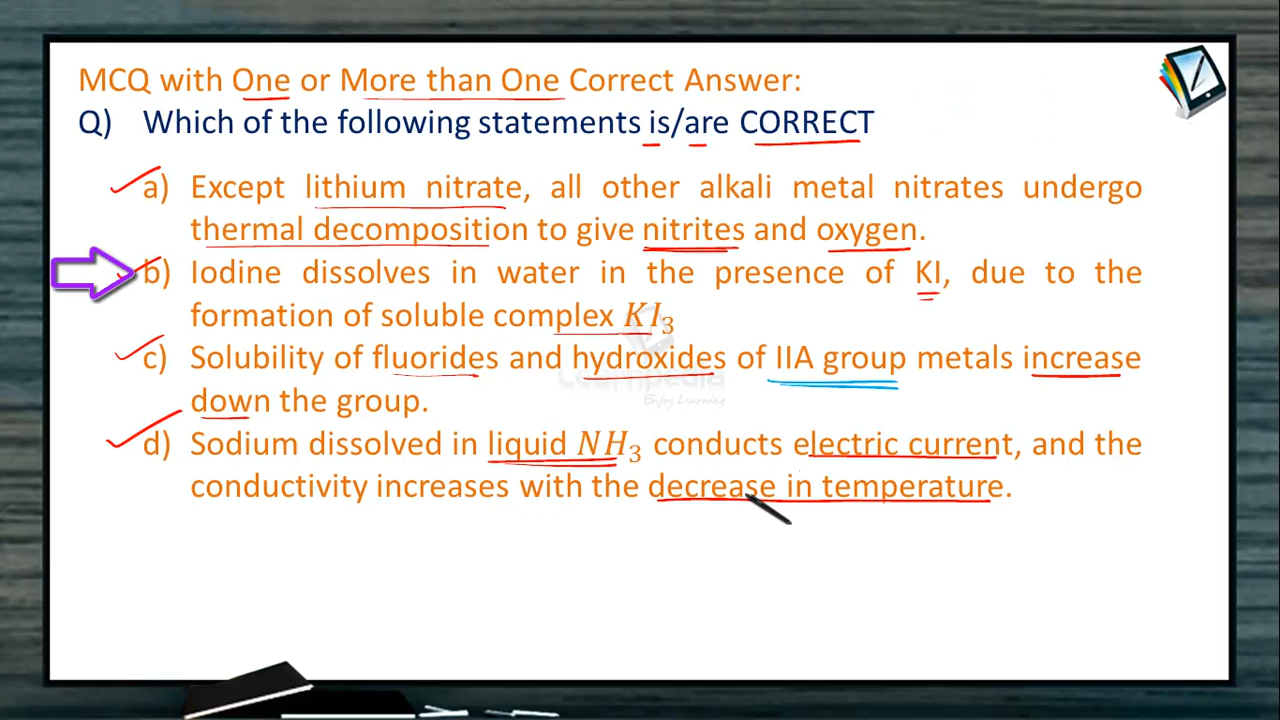 MCQ with One or More than One Correct Answer:
Q) Which of the following statements is/are CORRECT
a) Except lithium nitrate, all other alkali metal nitrates undergo
thermal decomposition to give nitrites and oxygen.
b) Iodine dissolves in water in the presence of KI, due to the
formation of soluble complex KI₃
c) Solubility of fluorides and hydroxides of IIA group metals increase
Learnpedia
down the group.
Enjoy Learning
d) Sodium dissolved in liquid NH₃ conducts electric current, and the
conductivity increases with the decrease in temperature.